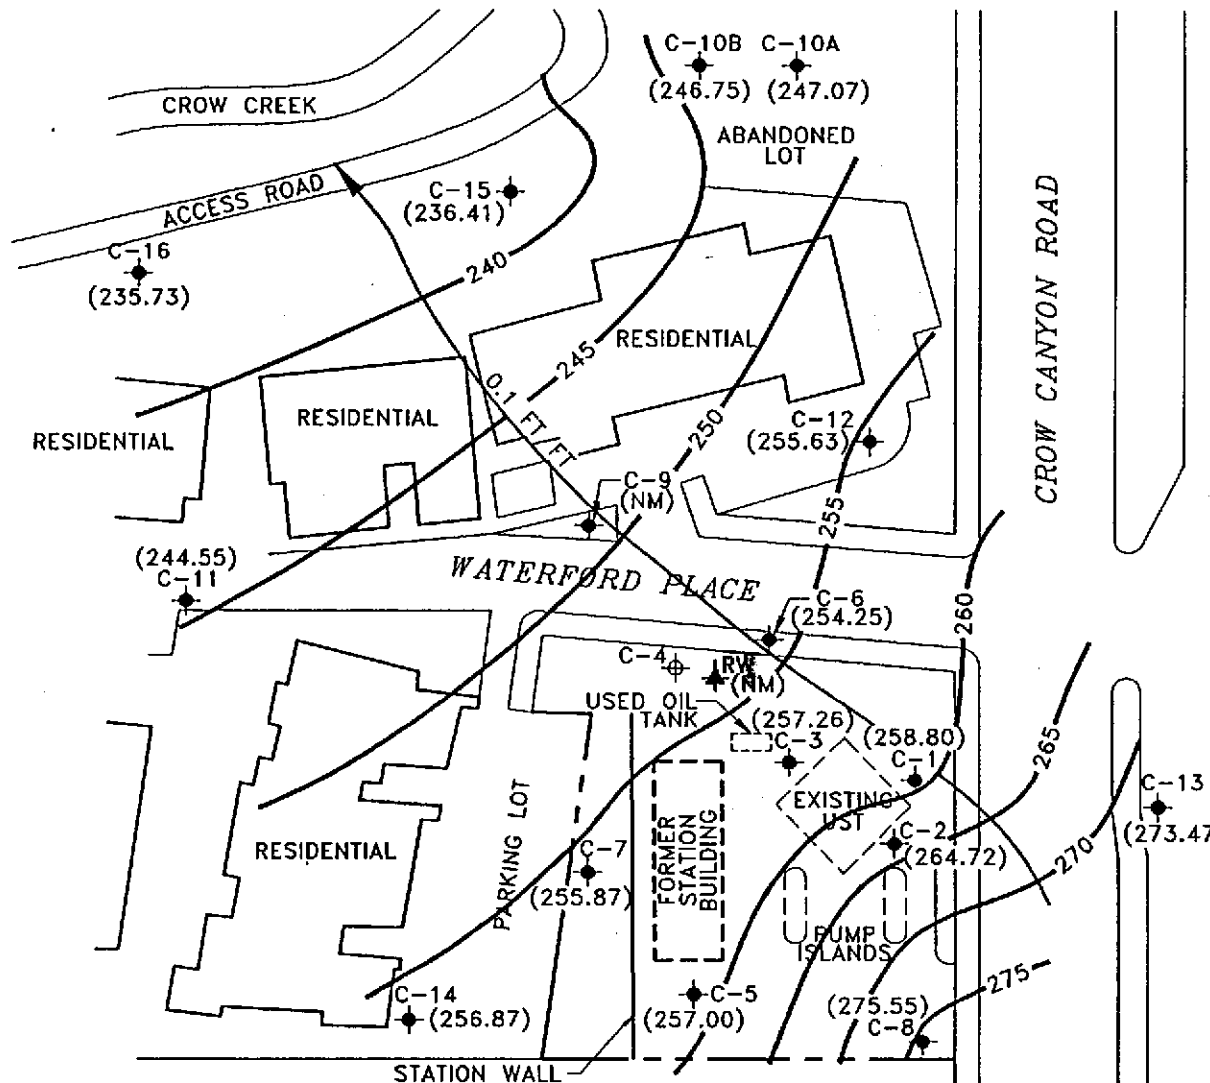 C-10B
(246.75)
C-10A
(247.07)
CROW CREEK
ABANDONED
LOT
ACCESS ROAD
C-15
(236.41)
C-16
(235.73)
240
CROW CANYON ROAD
RESIDENTIAL
245
0.1 FT/FT
RESIDENTIAL
RESIDENTIAL
250
C-12
(255.63)
C-9
(NM)
255
(244.55)
C-11
WATERFORD PLACE
C-6
(254.25)
260
C-4
RW
(NM)
USED OIL
TANK
(257.26)
C-3
(258.80)
C-1
265
EXISTING
UST
C-13
(273.47
C-2
(264.72)
RESIDENTIAL
PARKING LOT
C-7
(255.87)
FORMER
STATION
BUILDING
270
PUMP
ISLANDS
275
C-14
(256.87)
C-5
(257.00)
(275.55)
C-8
STATION WALL